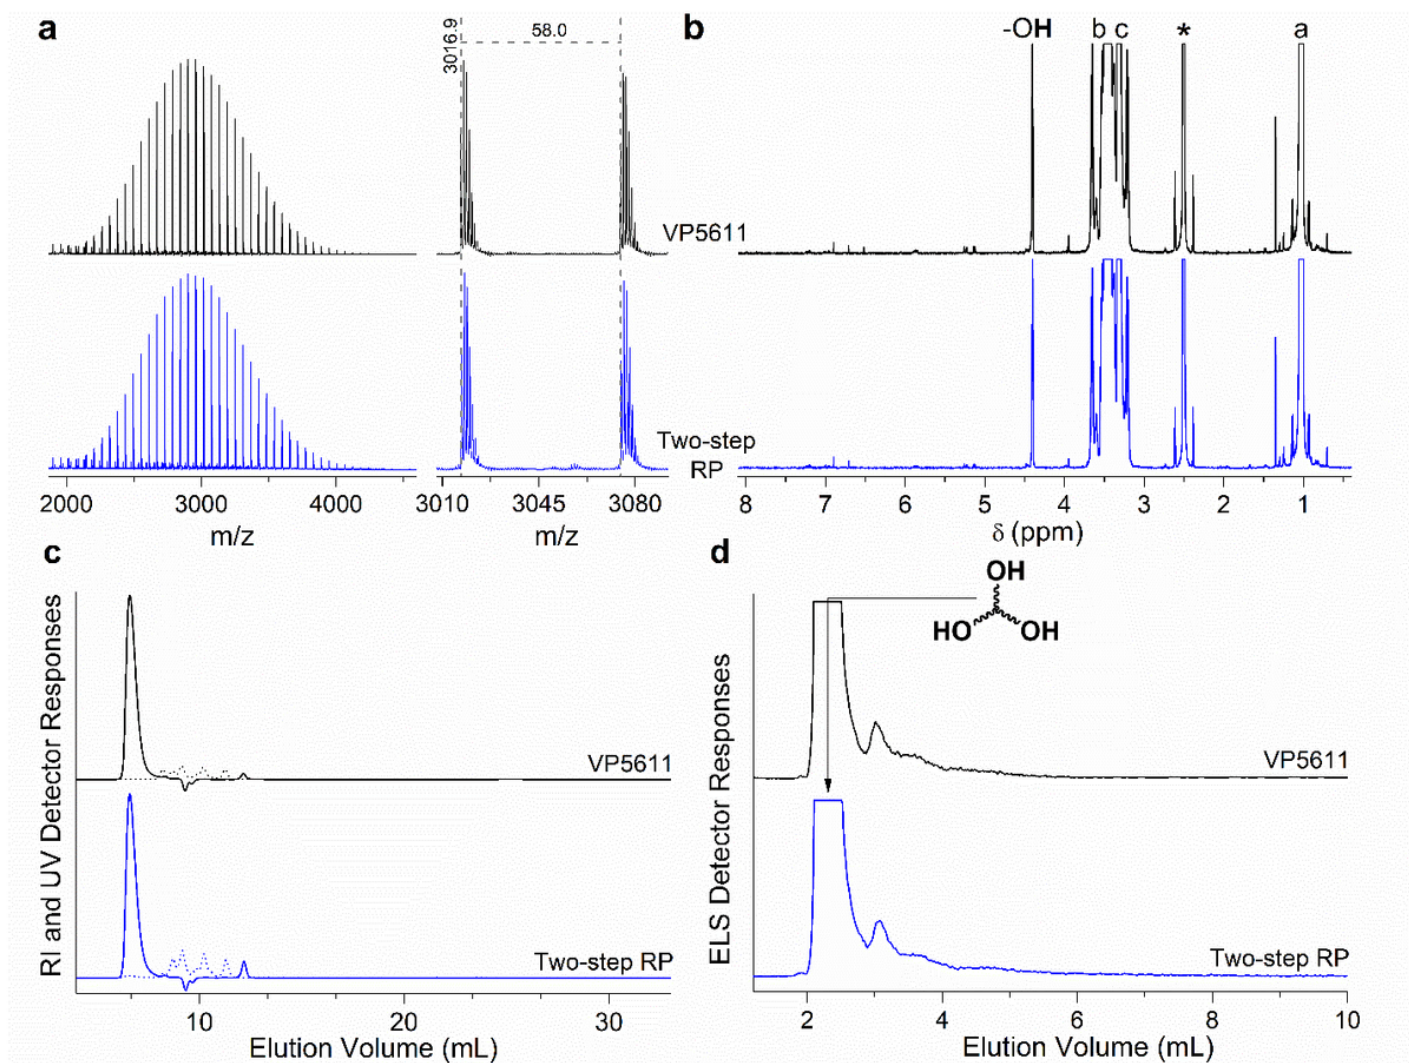 a
3016.9
58.0
VP5611
Two-step
RP
2000 3000 4000
3010 3045 3080
m/z
m/z
b
-OH b c * a
8 7 6 5 4 3 2 1
δ (ppm)
c
RI and UV Detector Responses
VP5611
Two-step RP
10 20 30
Elution Volume (mL)
d
ELS Detector Responses
OH
HO OH
VP5611
Two-step RP
2 4 6 8 10
Elution Volume (mL)